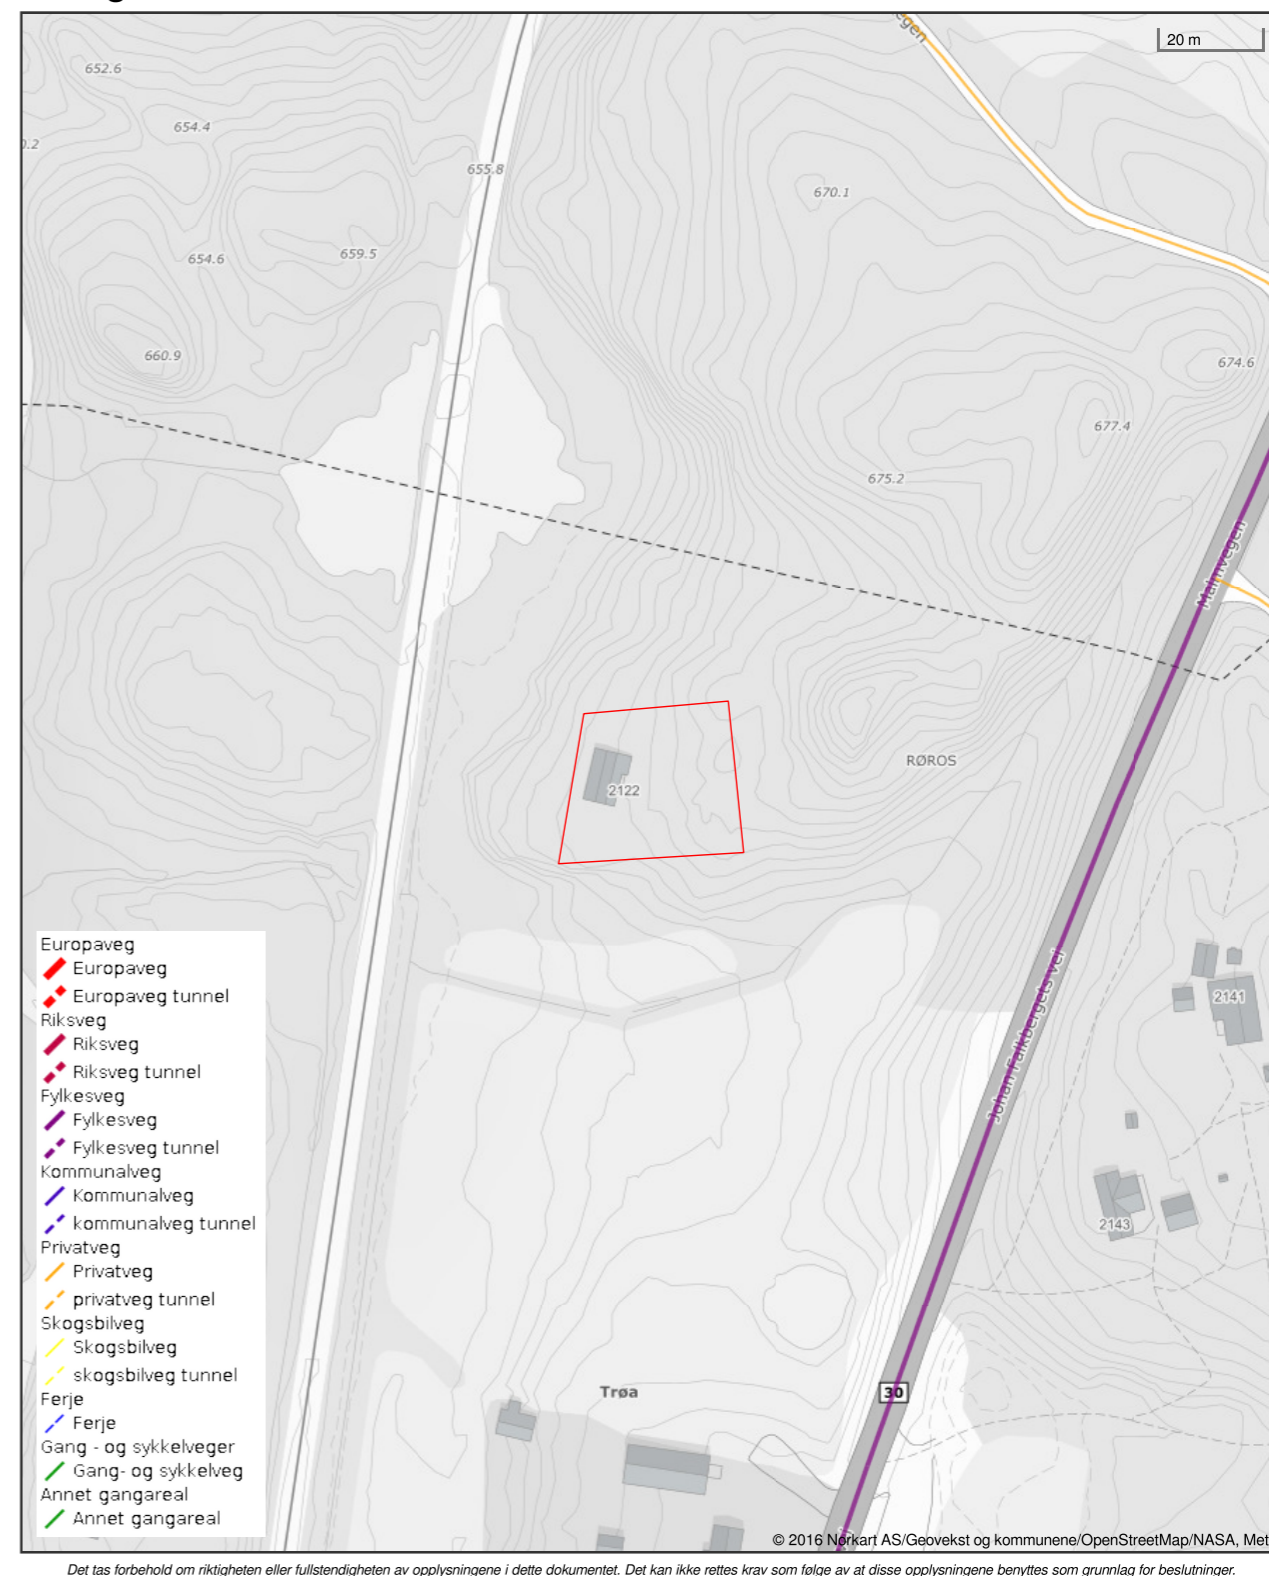 20 m
652.6
654.4
655.8
670.1
654.6
659.5
660.9
674.6
677.4
675.2
Malmvegen
RØROS
2122
Johan Falkbergets vei
2141
2143
Trøa
30
Europaveg
Europaveg
Europaveg tunnel
Riksveg
Riksveg
Riksveg tunnel
Fylkesveg
Fylkesveg
Fylkesveg tunnel
Kommunalveg
Kommunalveg
kommunalveg tunnel
Privatveg
Privatveg
privatveg tunnel
Skogsbilveg
Skogsbilveg
skogsbilveg tunnel
Ferje
Ferje
Gang - og sykkelveger
Gang- og sykkelveg
Annet gangareal
Annet gangareal
© 2016 Norkart AS/Geovekst og kommunene/OpenStreetMap/NASA, Met
Det tas forbehold om riktigheten eller fullstendigheten av opplysningene i dette dokumentet. Det kan ikke rettes krav som følge av at disse opplysningene benyttes som grunnlag for beslutninger.